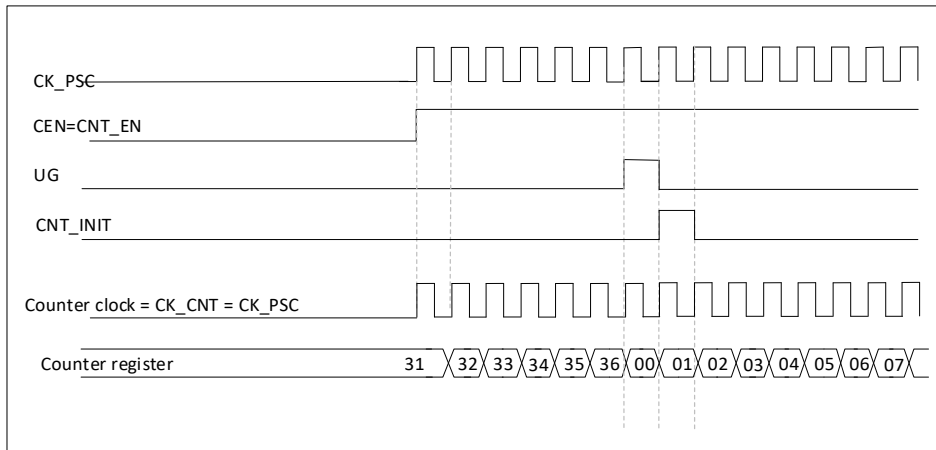 CK_PSC
CEN=CNT_EN
UG
CNT_INIT
Counter clock = CK_CNT = CK_PSC
Counter register 31 32 33 34 35 36 00 01 02 03 04 05 06 07